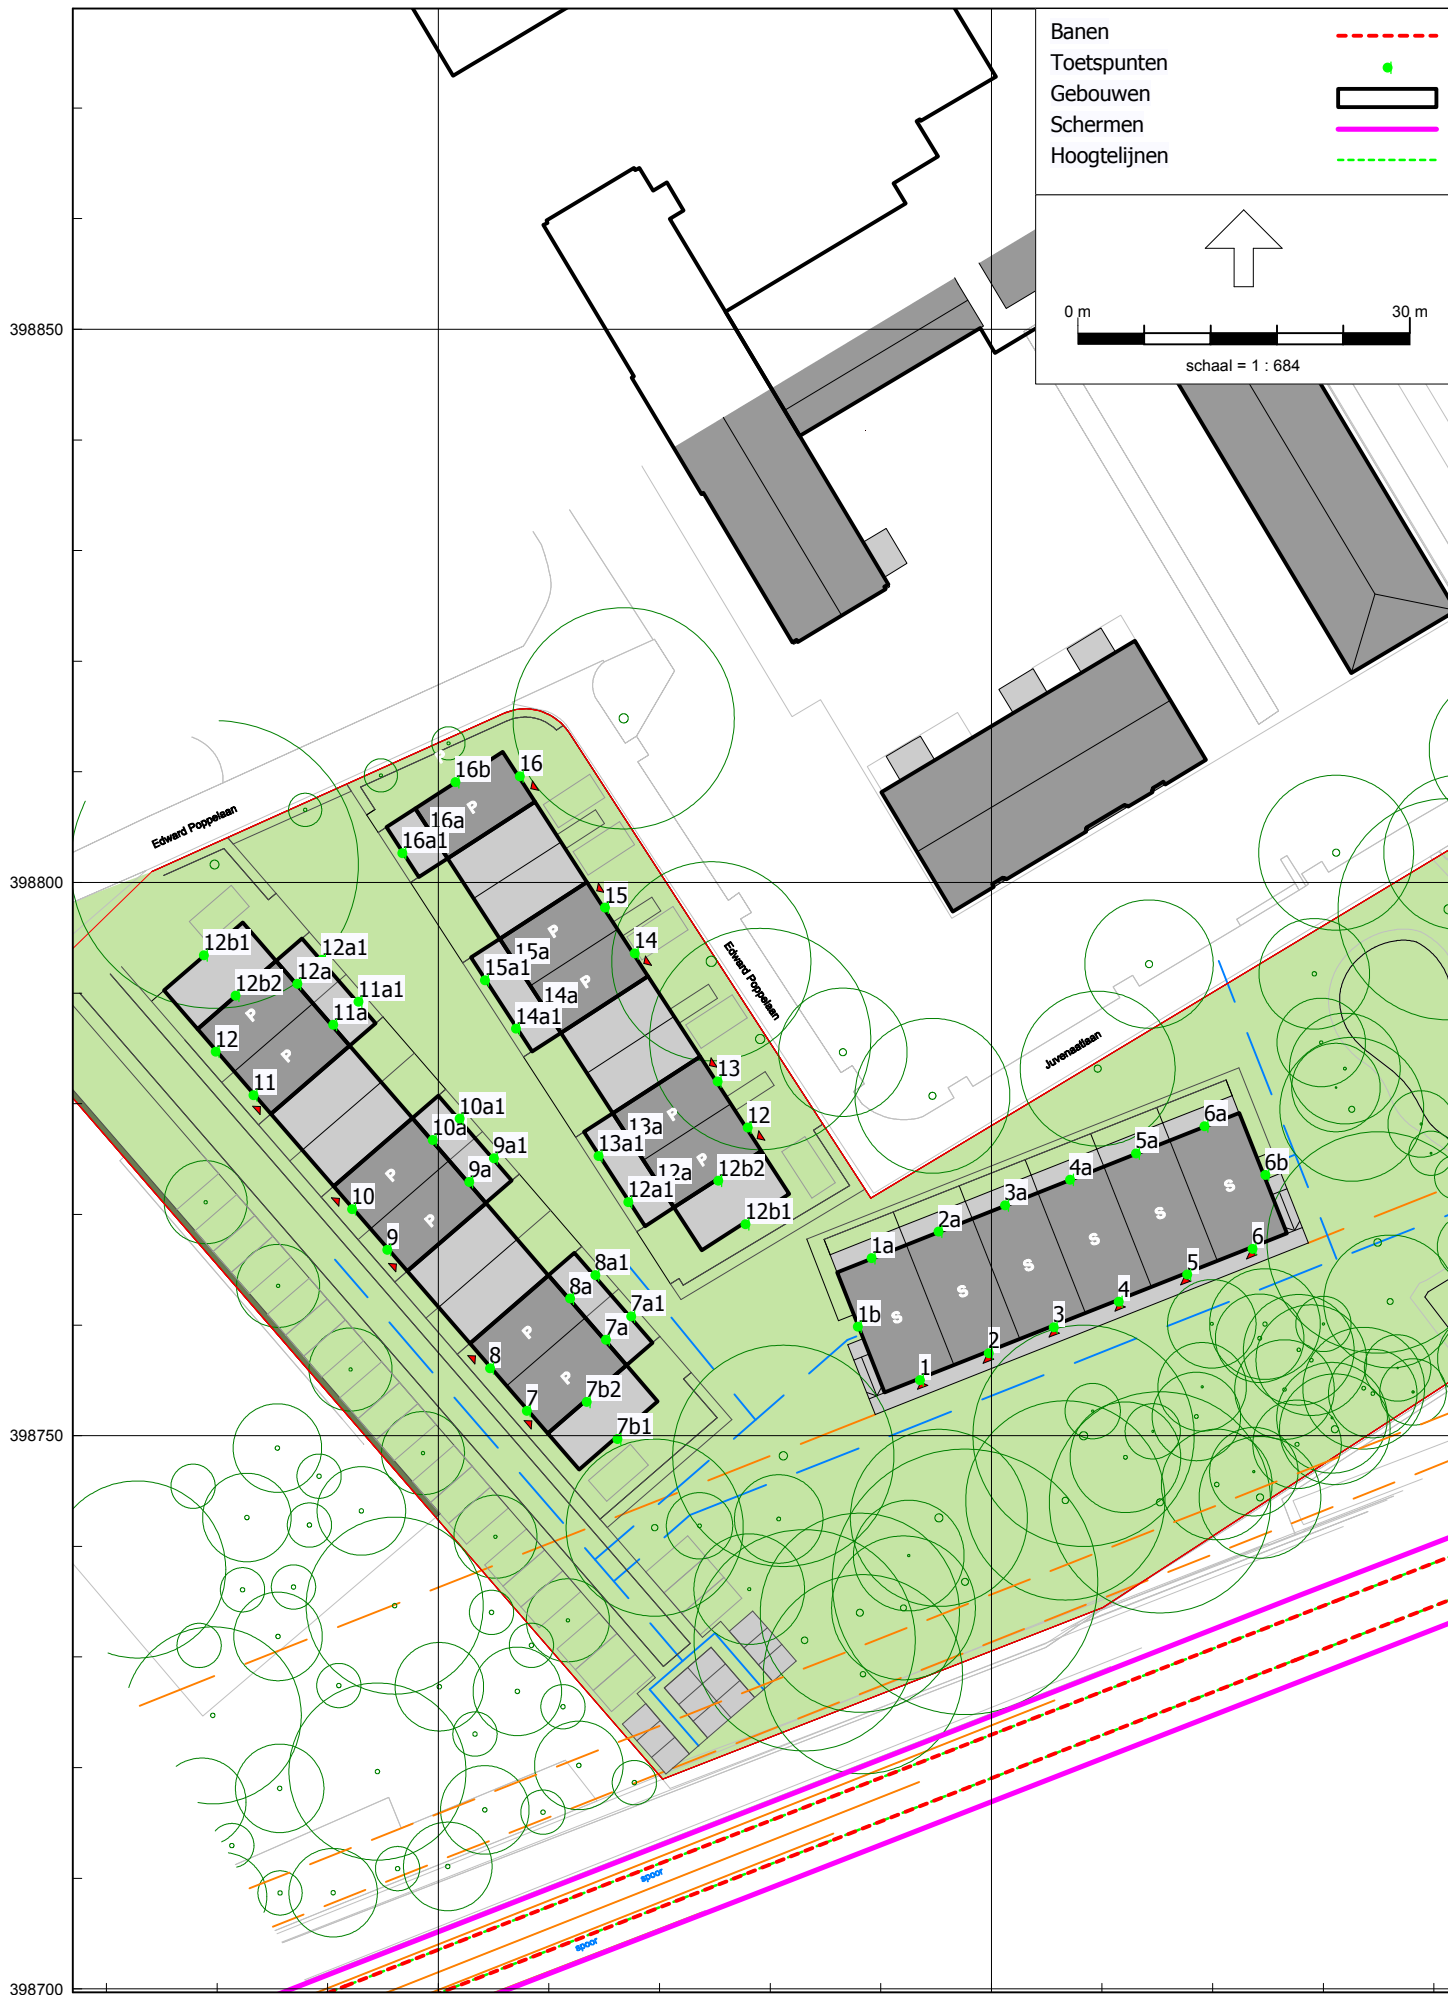 Banen
Toetspunten
Gebouwen
Schermen
Hoogtelijnen
0 m 30 m
schaal = 1 : 684
398850
16b 16
P
P
16a
16a1
Edward Poppelaan
398800
15
P
14
15a
15a1
P
14a
14a1
Edward Poppelaan
12b1
12a1
12a
12b2
11a1
P
11a
12
P
11
13
P
12
13a
13a1
P
12b2
12a
12a1
12b1
Juvenaatlaan
10a1
10a
9a1
P
9a
10
P
9
8a1
8a
7a1
P
7a
8
P
7b2
7
7b1
6a
5a
6b
4a
S
3a
S
2a
S
1a
S
S
1b
S
6
5
4
3
2
1
398750
spoor
spoor
398700